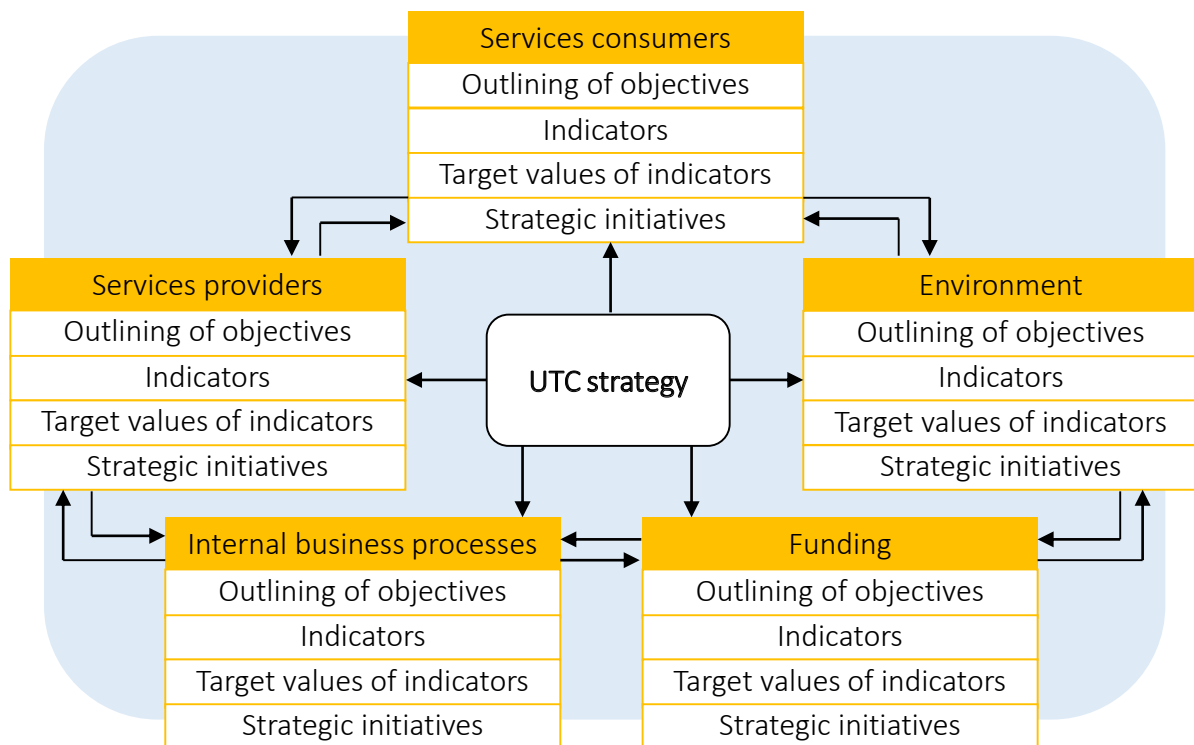 Services consumers
Outlining of objectives
Indicators
Target values of indicators
Strategic initiatives
Services providers
Outlining of objectives
Indicators
Target values of indicators
Strategic initiatives
UTC strategy
Environment
Outlining of objectives
Indicators
Target values of indicators
Strategic initiatives
Internal business processes
Outlining of objectives
Indicators
Target values of indicators
Strategic initiatives
Funding
Outlining of objectives
Indicators
Target values of indicators
Strategic initiatives